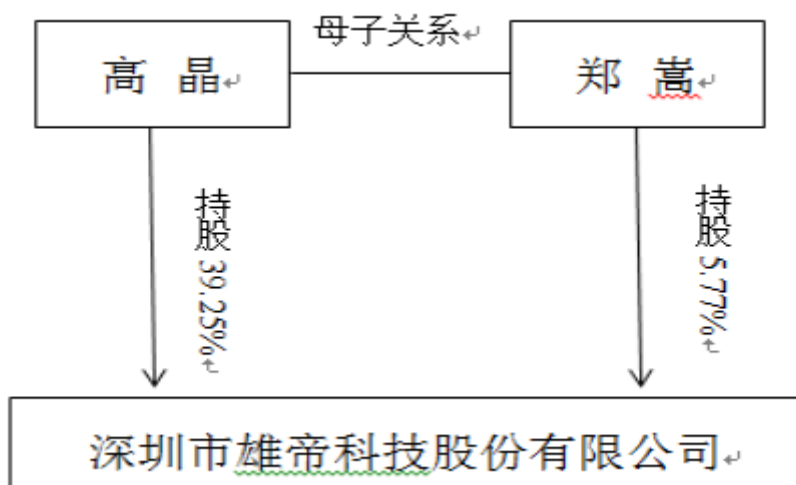 母子关系
高 晶
郑 嵩
持股 39.25%
持股 5.77%
深圳市雄帝科技股份有限公司